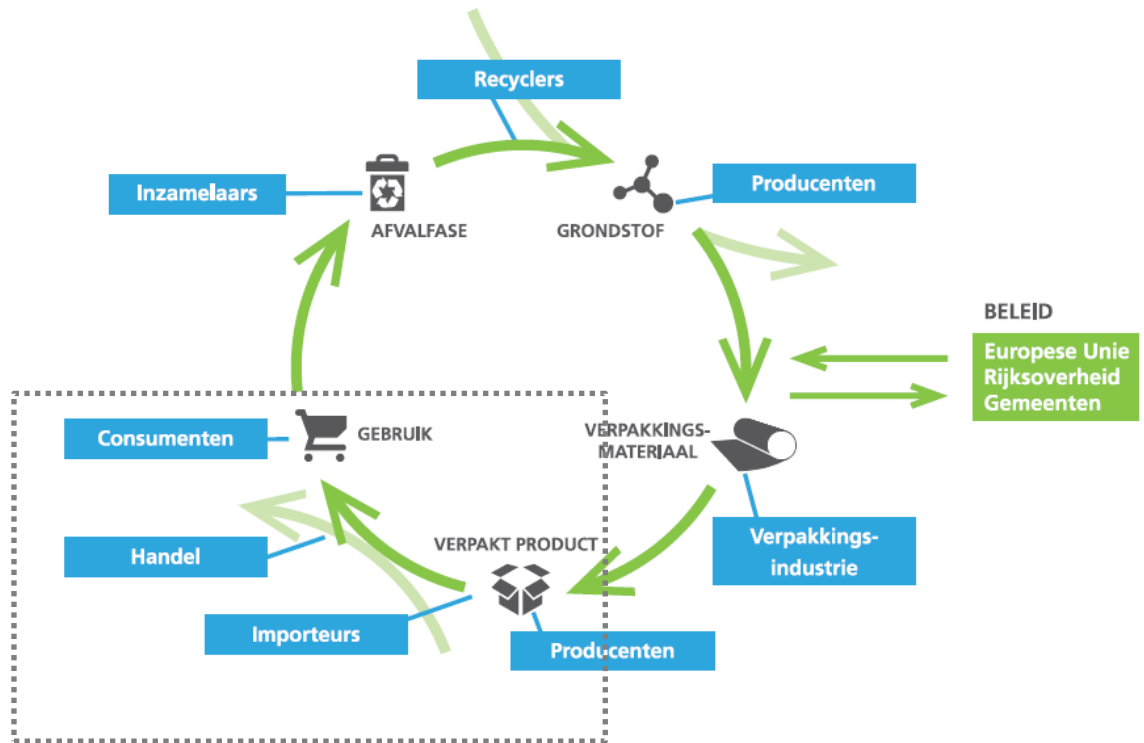 Recyclers
Inzamelaars
Producenten
AFVALFASE
GRONDSTOF
BELEID
Europese Unie
Rijksoverheid
Gemeenten
Consumenten
GEBRUIK
VERPAKKINGS-
MATERIAAL
Handel
VERPAKT PRODUCT
Verpakkings-
industrie
Importeurs
Producenten